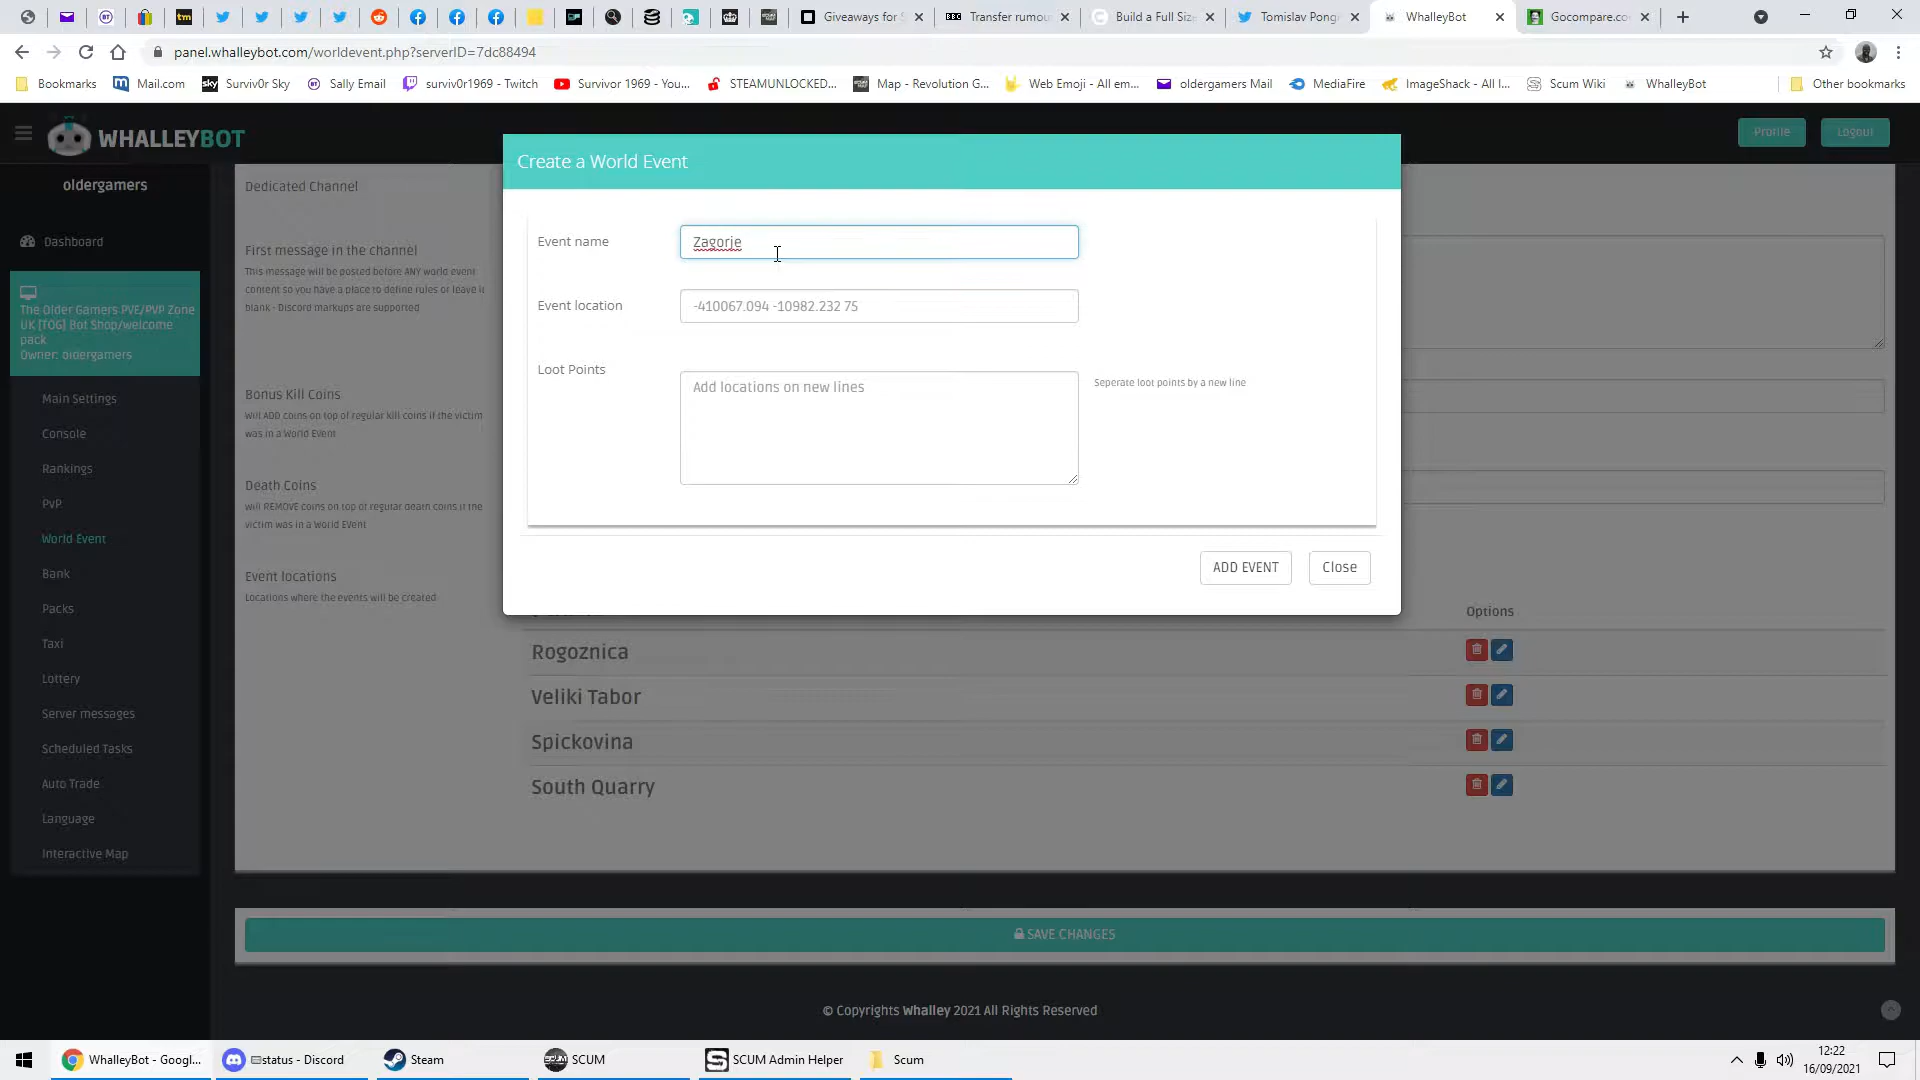 Giveaways for S
Transfer rumou
Build a Full Size
Tomislav Pong
WhalleyBot
Gocompare.co
panel.whalleybot.com/worldevent.php?serverID=7dc88494
Bookmarks
Mail.com
Surviv0r Sky
Sally Email
surviv0r1969 - Twitch
Survivor 1969 - You...
STEAMUNLOCKED...
Map - Revolution G...
Web Emoji - All em...
oldergamers Mail
MediaFire
ImageShack - All I...
Scum Wiki
WhalleyBot
Other bookmarks
WHALLEYBOT
Profile
Logout
oldergamers
Dashboard
The Older Gamers PVE/PVP Zone
UK [TOG] Bot Shop/welcome
pack
Owner: oldergamers
Main Settings
Console
Rankings
PvP
World Event
Bank
Packs
Taxi
Lottery
Server messages
Scheduled Tasks
Auto Trade
Language
Interactive Map
Dedicated Channel
First message in the channel
This message will be posted before ANY world event
content so you have a place to define rules or leave it
blank - Discord markups are supported
Bonus Kill Coins
Will ADD coins on top of regular kill coins if the victim
was in a World Event
Death Coins
Will REMOVE coins on top of regular death coins if the
victim was in a World Event
Event locations
Locations where the events will be created
Create a World Event
Event name
Zagorje
Event location
-410067.094 -10982.232 75
Loot Points
Add locations on new lines
Seperate loot points by a new line
ADD EVENT
Close
Options
Rogoznica
Veliki Tabor
Spickovina
South Quarry
SAVE CHANGES
© Copyrights Whalley 2021 All Rights Reserved
WhalleyBot - Googl...
status - Discord
Steam
SCUM
SCUM Admin Helper
Scum
12:22
16/09/2021